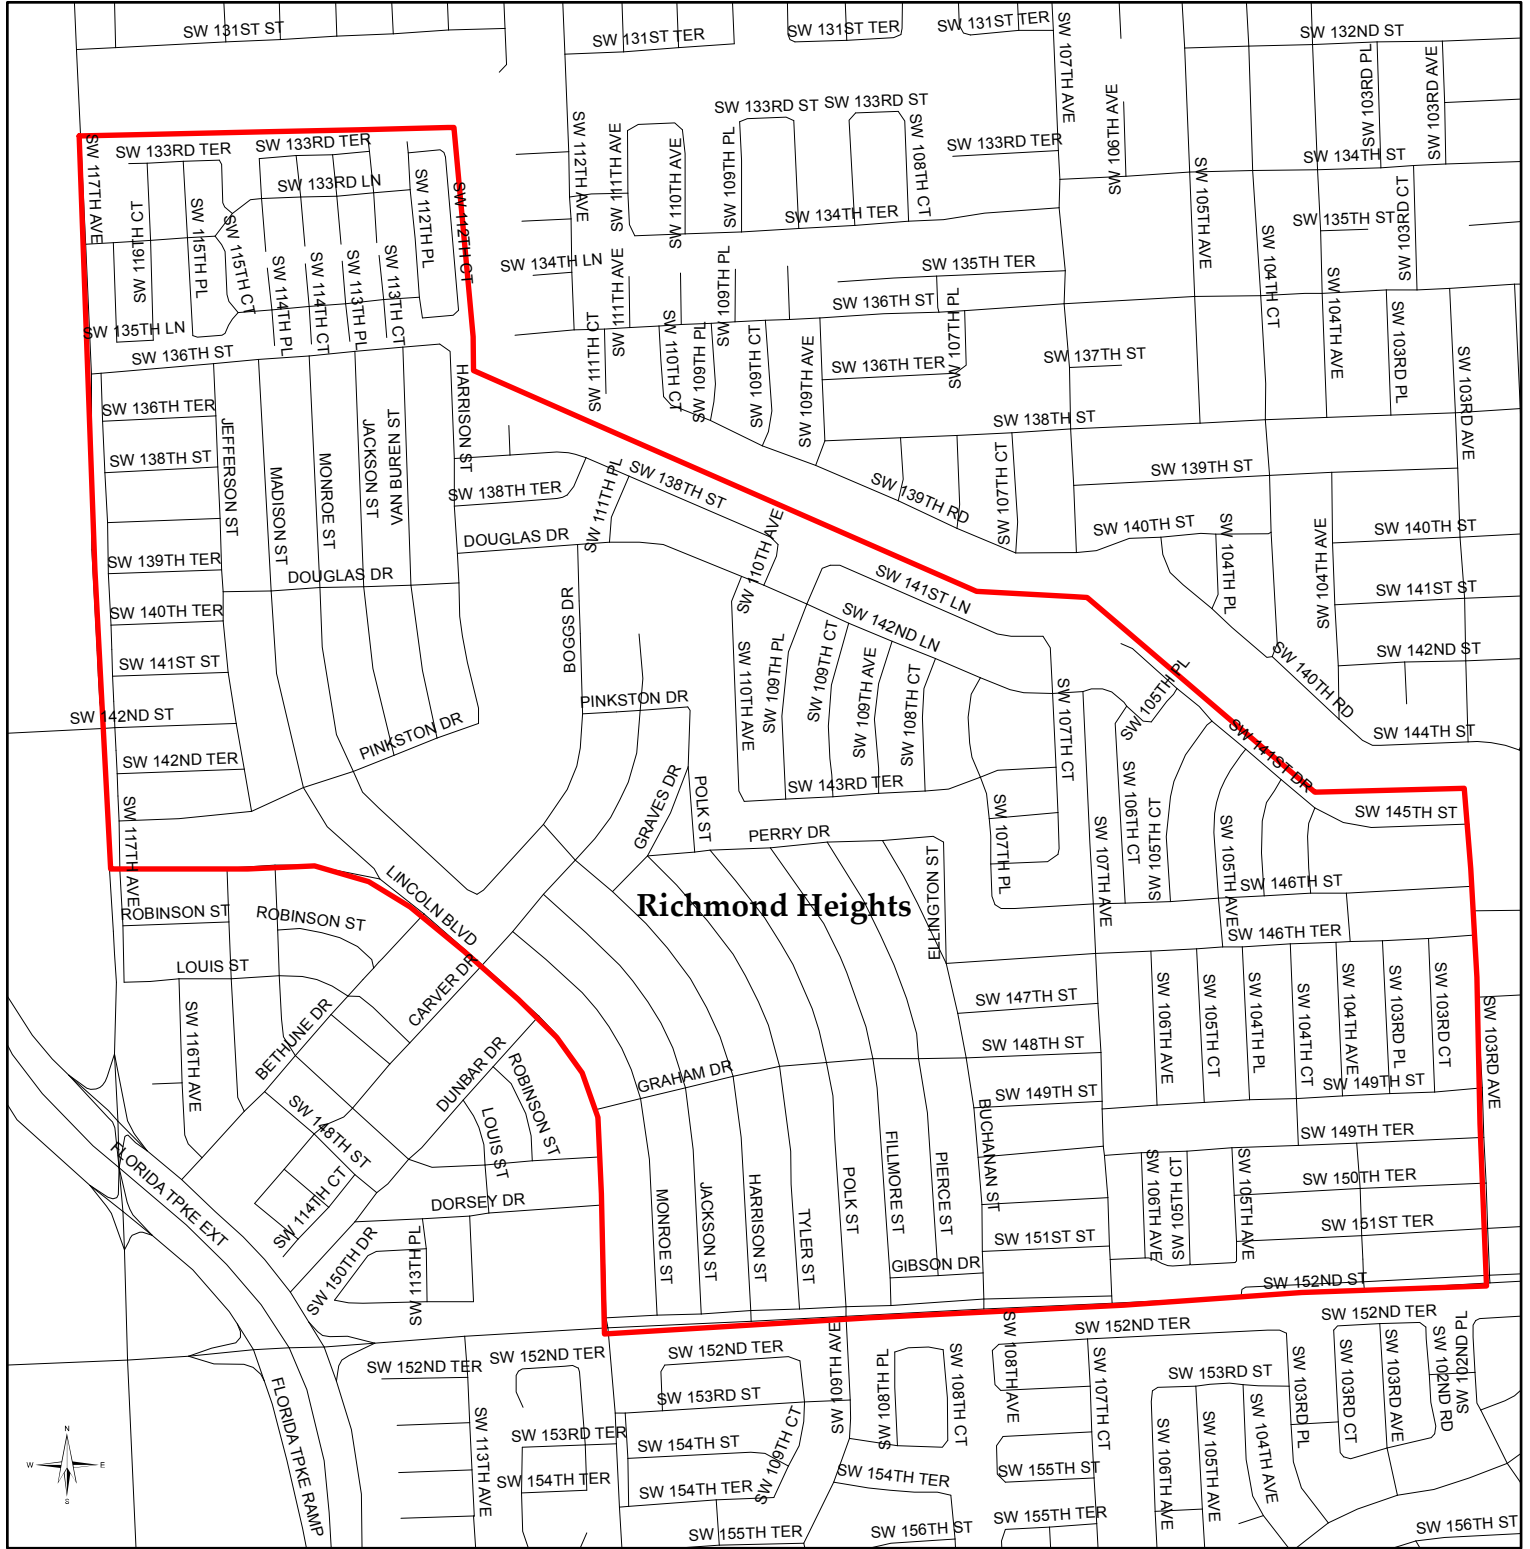 SW 131ST ST
SW 131ST TER
SW 131ST TER
SW 131ST TER
SW 132ND ST
SW 107TH AVE
SW 103RD PL
SW 103RD AVE
SW 106TH AVE
SW 133RD ST
SW 133RD ST
SW 117TH AVE
SW 133RD TER
SW 133RD TER
SW 112TH AVE
SW 111TH AVE
SW 110TH AVE
SW 109TH PL
SW 108TH CT
SW 133RD TER
SW 134TH ST
SW 133RD LN
SW 112TH PL
SW 112TH CT
SW 116TH CT
SW 115TH PL
SW 115TH CT
SW 134TH TER
SW 105TH AVE
SW 135TH ST
SW 103RD CT
SW 104TH CT
SW 114TH PL
SW 114TH CT
SW 113TH PL
SW 113TH CT
SW 134TH LN
SW 111TH AVE
SW 109TH PL
SW 135TH TER
SW 104TH AVE
SW 136TH ST
SW 107TH PL
SW 135TH LN
SW 136TH ST
SW 111TH CT
SW 110TH CT
SW 109TH PL
SW 109TH CT
SW 109TH AVE
SW 136TH TER
SW 137TH ST
SW 103RD PL
SW 103RD AVE
HARRISON ST
SW 136TH TER
JEFFERSON ST
MADISON ST
MONROE ST
JACKSON ST
VAN BUREN ST
SW 138TH ST
SW 138TH ST
SW 139TH ST
SW 138TH TER
SW 111TH PL
SW 138TH ST
SW 139TH RD
SW 107TH CT
SW 140TH ST
SW 104TH PL
SW 104TH AVE
SW 140TH ST
DOUGLAS DR
SW 110TH AVE
SW 139TH TER
DOUGLAS DR
SW 141ST LN
SW 141ST ST
SW 140TH TER
BOGGS DR
SW 142ND LN
SW 141ST ST
SW 110TH AVE
SW 109TH PL
SW 109TH CT
SW 109TH AVE
SW 108TH CT
SW 107TH CT
SW 105TH PL
SW 140TH RD
SW 142ND ST
SW 142ND ST
PINKSTON DR
PINKSTON DR
SW 144TH ST
SW 142ND TER
SW 141ST DR
SW 117TH AVE
GRAVES DR
POLK ST
SW 143RD TER
SW 107TH PL
SW 107TH AVE
SW 106TH CT
SW 105TH CT
SW 105TH AVE
SW 145TH ST
PERRY DR
ELLINGTON ST
LINCOLN BLVD
Richmond Heights
SW 146TH ST
ROBINSON ST
ROBINSON ST
SW 146TH TER
LOUIS ST
CARVER DR
SW 147TH ST
SW 106TH AVE
SW 105TH CT
SW 104TH PL
SW 104TH CT
SW 104TH AVE
SW 103RD PL
SW 103RD CT
SW 103RD AVE
SW 116TH AVE
BETHUNE DR
DUNBAR DR
ROBINSON ST
SW 148TH ST
GRAHAM DR
SW 149TH ST
SW 149TH ST
SW 148TH ST
LOUIS ST
BUCHANAN ST
SW 149TH TER
FLORIDA TPKE EXT
SW 114TH CT
DORSEY DR
MONROE ST
JACKSON ST
HARRISON ST
TYLER ST
POLK ST
FILLMORE ST
PIERCE ST
SW 106TH AVE
SW 105TH CT
SW 105TH AVE
SW 150TH TER
SW 151ST TER
SW 150TH DR
SW 113TH PL
SW 151ST ST
GIBSON DR
SW 152ND ST
SW 152ND TER
SW 152ND TER
SW 152ND TER
SW 109TH AVE
SW 108TH PL
SW 108TH CT
SW 108TH AVE
SW 152ND TER
SW 107TH CT
SW 152ND TER
SW 102ND PL
SW 102ND RD
SW 153RD ST
SW 103RD PL
SW 103RD CT
SW 103RD AVE
FLORIDA TPKE RAMP
SW 113TH AVE
SW 153RD ST
SW 153RD TER
SW 154TH ST
SW 109TH CT
SW 106TH AVE
SW 105TH AVE
SW 104TH AVE
SW 154TH TER
SW 154TH TER
SW 154TH TER
SW 155TH ST
SW 155TH TER
SW 156TH ST
SW 155TH TER
SW 156TH ST
N
W
E
S